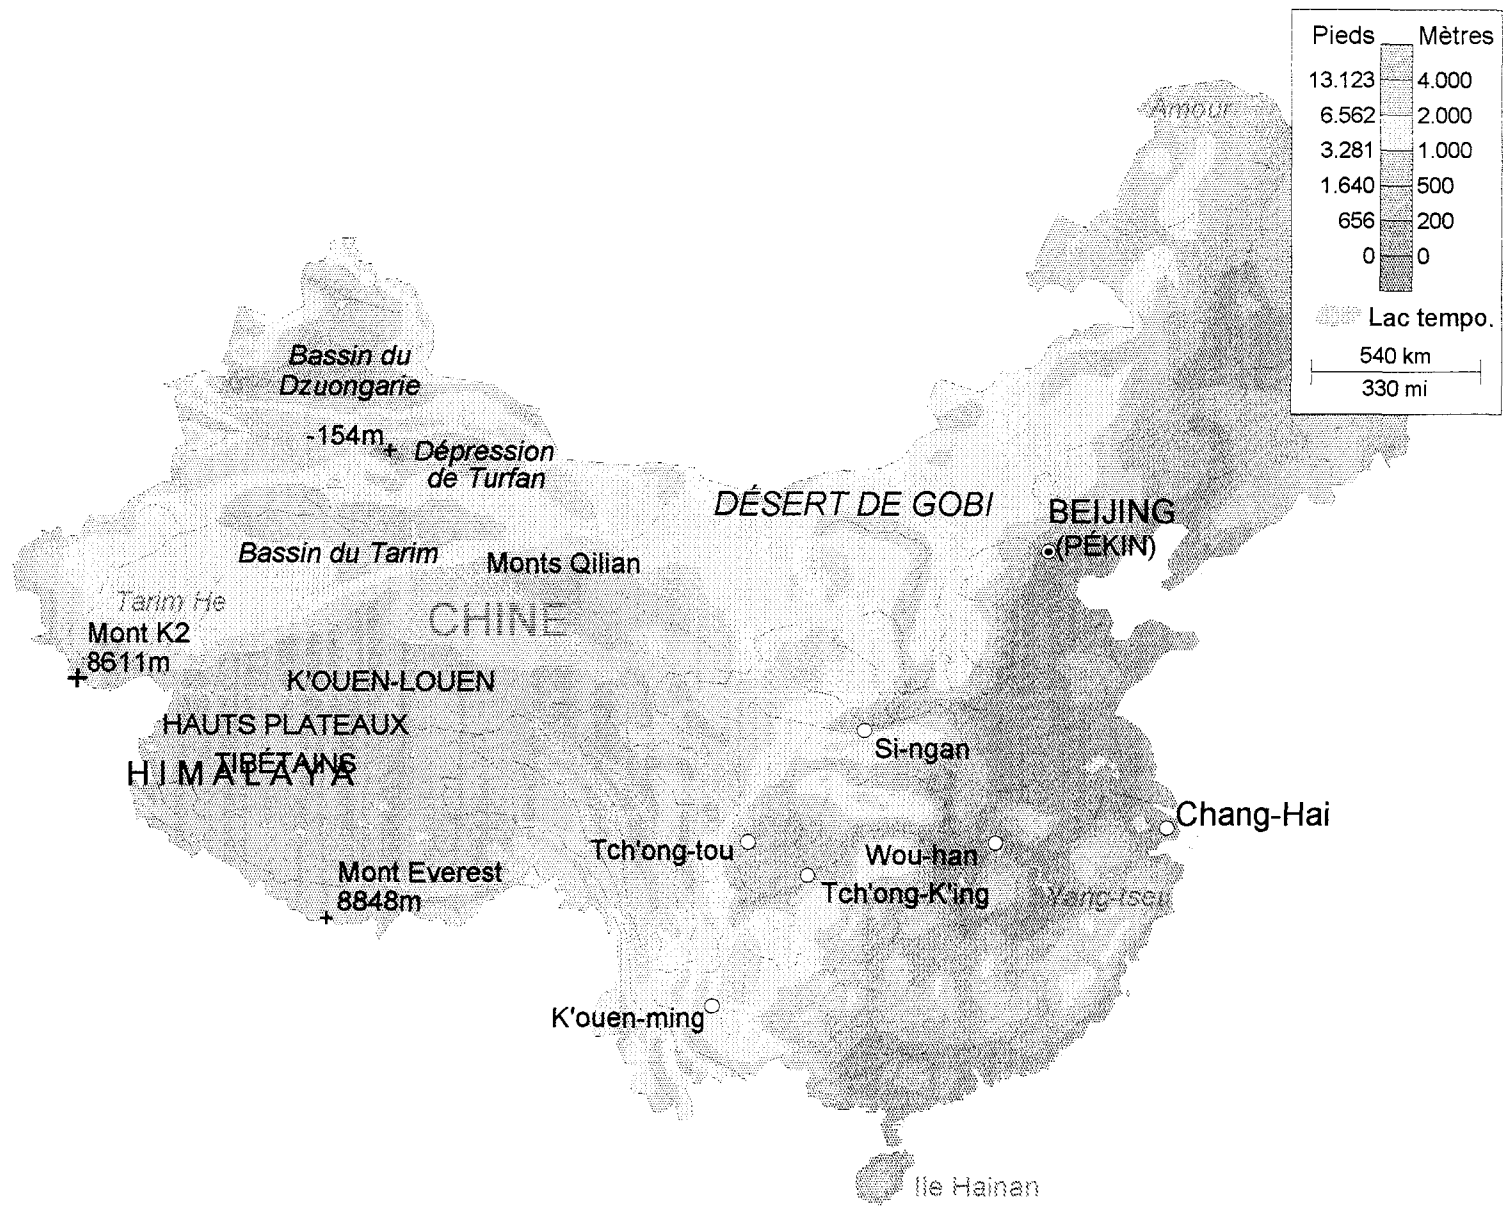 Pieds Mètres
13.123 4.000
6.562 2.000
3.281 1.000
1.640 500
656 200
0 0
Lac tempo.
540 km
330 mi
Amour
Bassin du
Dzuongarie
-154m
Dépression
de Turfan
DÉSERT DE GOBI
BEIJING
(PÉKIN)
Bassin du Tarim
Monts Qilian
Tarim He
CHINE
Mont K2
8611m
K'OUEN-LOUEN
HAUTS PLATEAUX
TIBÉTAINS
HIMALAYA
Si-ngan
Chang-Hai
Tch'ong-tou
Wou-han
Mont Everest
8848m
Tch'ong-K'ing
Yang-tseu
K'ouen-ming
Ile Hainan